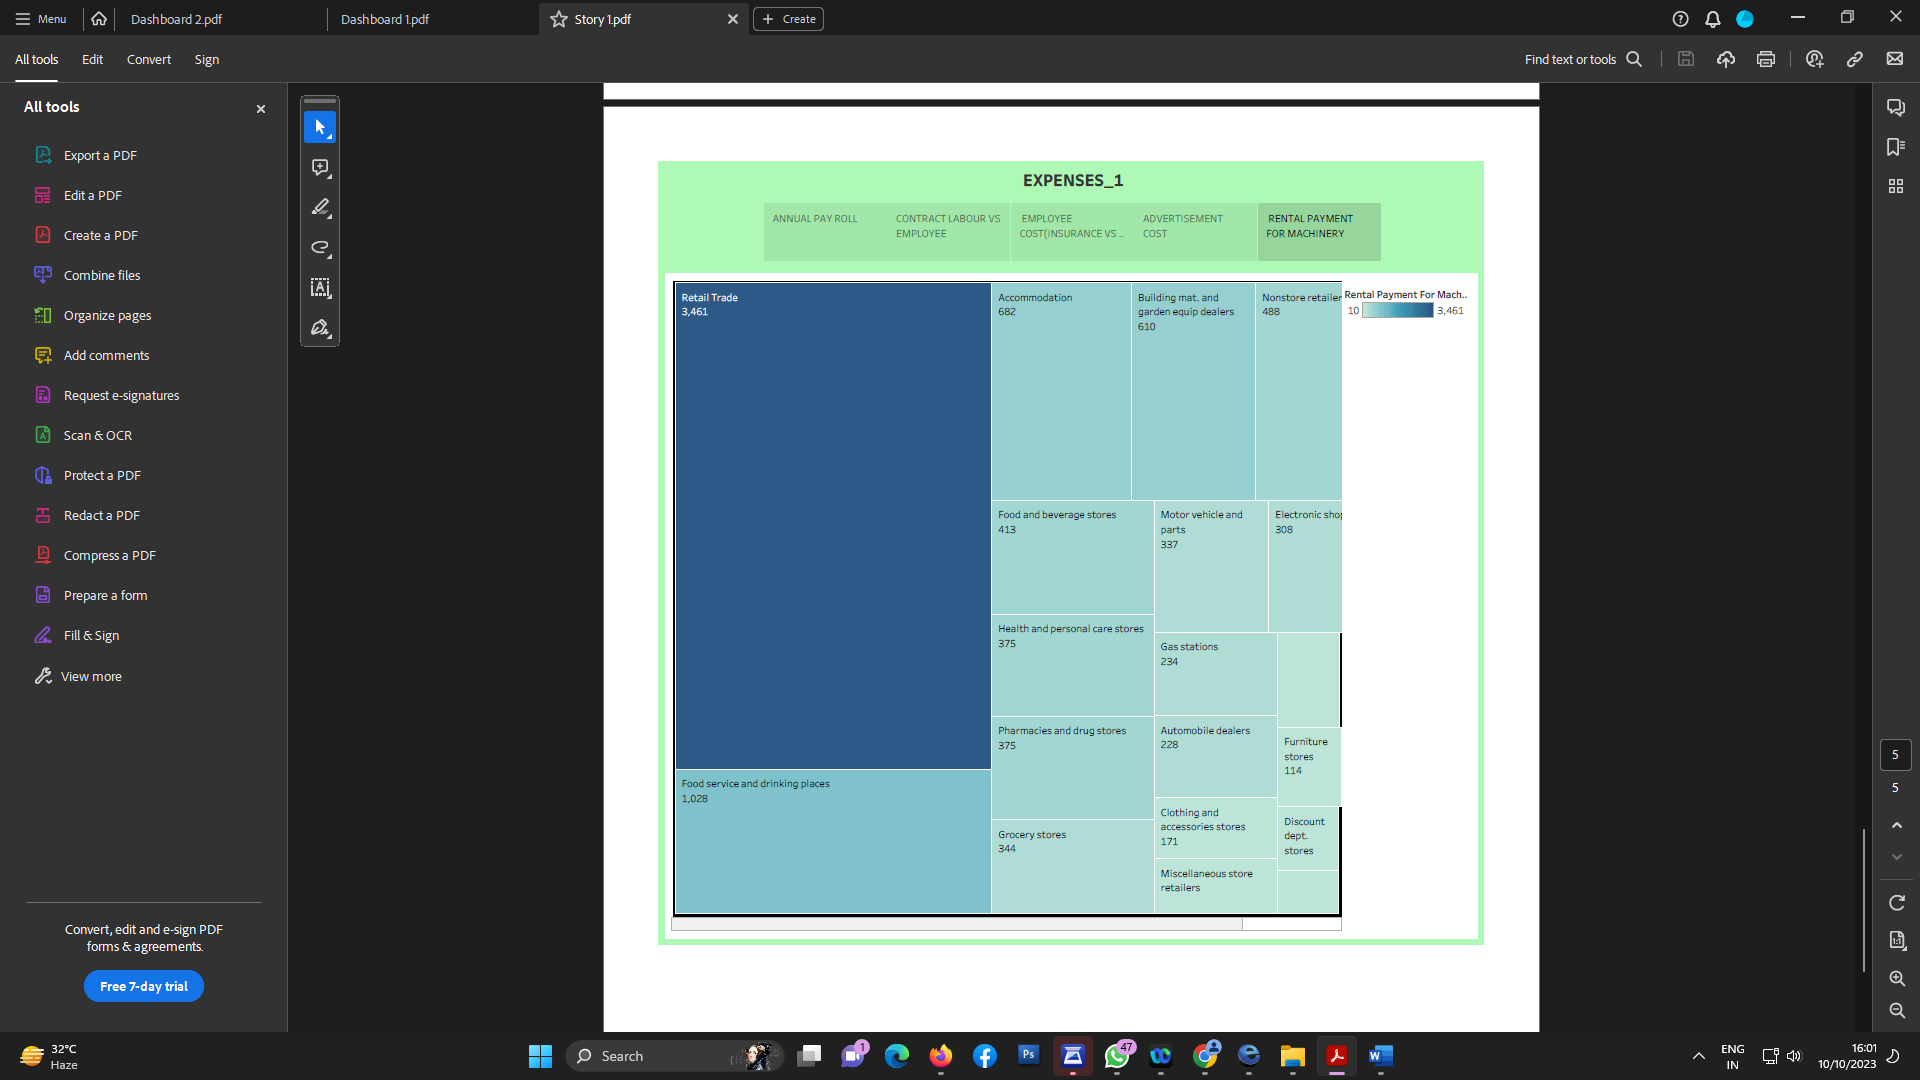 Menu
Dashboard 2.pdf
Dashboard 1.pdf
Story 1.pdf
Create
All tools
Edit
Convert
Sign
Find text or tools
All tools
Export a PDF
Edit a PDF
Create a PDF
Combine files
Organize pages
Add comments
Request e-signatures
Scan & OCR
Protect a PDF
Redact a PDF
Compress a PDF
Prepare a form
Fill & Sign
View more
Convert, edit and e-sign PDF
forms & agreements.
Free 7-day trial
EXPENSES_1
ANNUAL PAY ROLL
CONTRACT LABOUR VS
EMPLOYEE
EMPLOYEE
COST(INSURANCE VS ..
ADVERTISEMENT
COST
RENTAL PAYMENT
FOR MACHINERY
Retail Trade
3,461
Food service and drinking places
1,028
Accommodation
682
Building mat. and
garden equip dealers
610
Nonstore retailer
488
Food and beverage stores
413
Motor vehicle and
parts
337
Electronic shop
308
Health and personal care stores
375
Gas stations
234
Pharmacies and drug stores
375
Automobile dealers
228
Furniture
stores
114
Grocery stores
344
Clothing and
accessories stores
171
Discount
dept.
stores
Miscellaneous store
retailers
Rental Payment For Mach..
10 3,461
5
5
32°C
Haze
Search
1
Ps
47
ENG
IN
16:01
10/10/2023